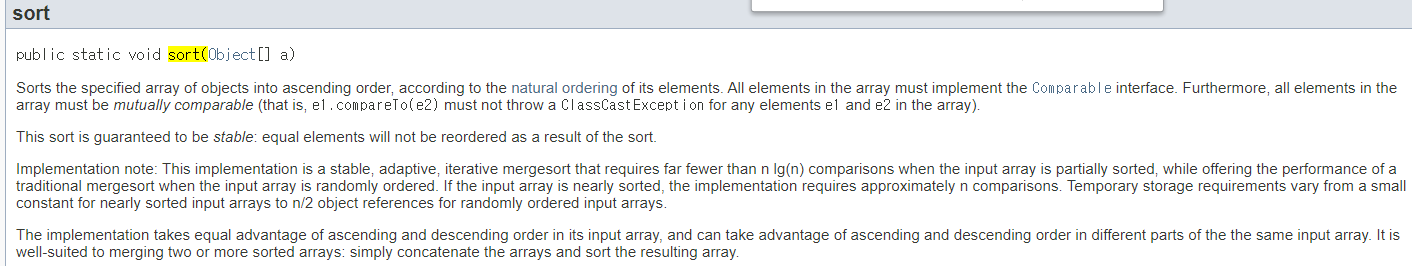 sort
public static void sort(Object[] a)
Sorts the specified array of objects into ascending order, according to the natural ordering of its elements. All elements in the array must implement the Comparable interface. Furthermore, all elements in the
array must be mutually comparable (that is, e1.compareTo(e2) must not throw a ClassCastException for any elements e1 and e2 in the array).
This sort is guaranteed to be stable: equal elements will not be reordered as a result of the sort.
Implementation note: This implementation is a stable, adaptive, iterative mergesort that requires far fewer than n lg(n) comparisons when the input array is partially sorted, while offering the performance of a
traditional mergesort when the input array is randomly ordered. If the input array is nearly sorted, the implementation requires approximately n comparisons. Temporary storage requirements vary from a small
constant for nearly sorted input arrays to n/2 object references for randomly ordered input arrays.
The implementation takes equal advantage of ascending and descending order in its input array, and can take advantage of ascending and descending order in different parts of the the same input array. It is
well-suited to merging two or more sorted arrays: simply concatenate the arrays and sort the resulting array.